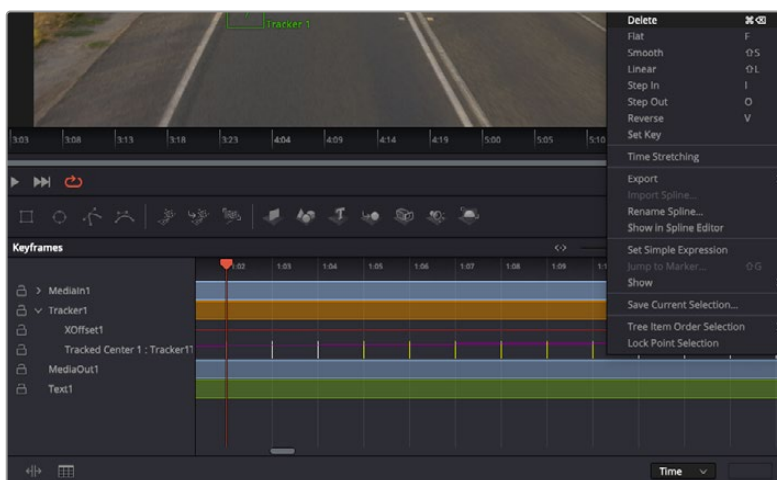 Tracker 1
Delete ⌘⌫
Flat F
Smooth ⇧S
Linear ⇧L
Step In I
Step Out O
Reverse V
Set Key
Time Stretching
Export
Import Spline...
Rename Spline...
Show in Spline Editor
Set Simple Expression
Jump to Marker... ⇧G
Show
Save Current Selection...
Tree Item Order Selection
Lock Point Selection
3:03 3:08 3:13 3:18 3:23 4:04 4:09 4:14 4:19 5:00 5:05 5:10
Keyframes
1:02 1:03 1:04 1:05 1:06 1:07 1:08 1:09
MediaIn1
Tracker1
XOffset1
Tracked Center 1 : Tracker1
MediaOut1
Text1
Time